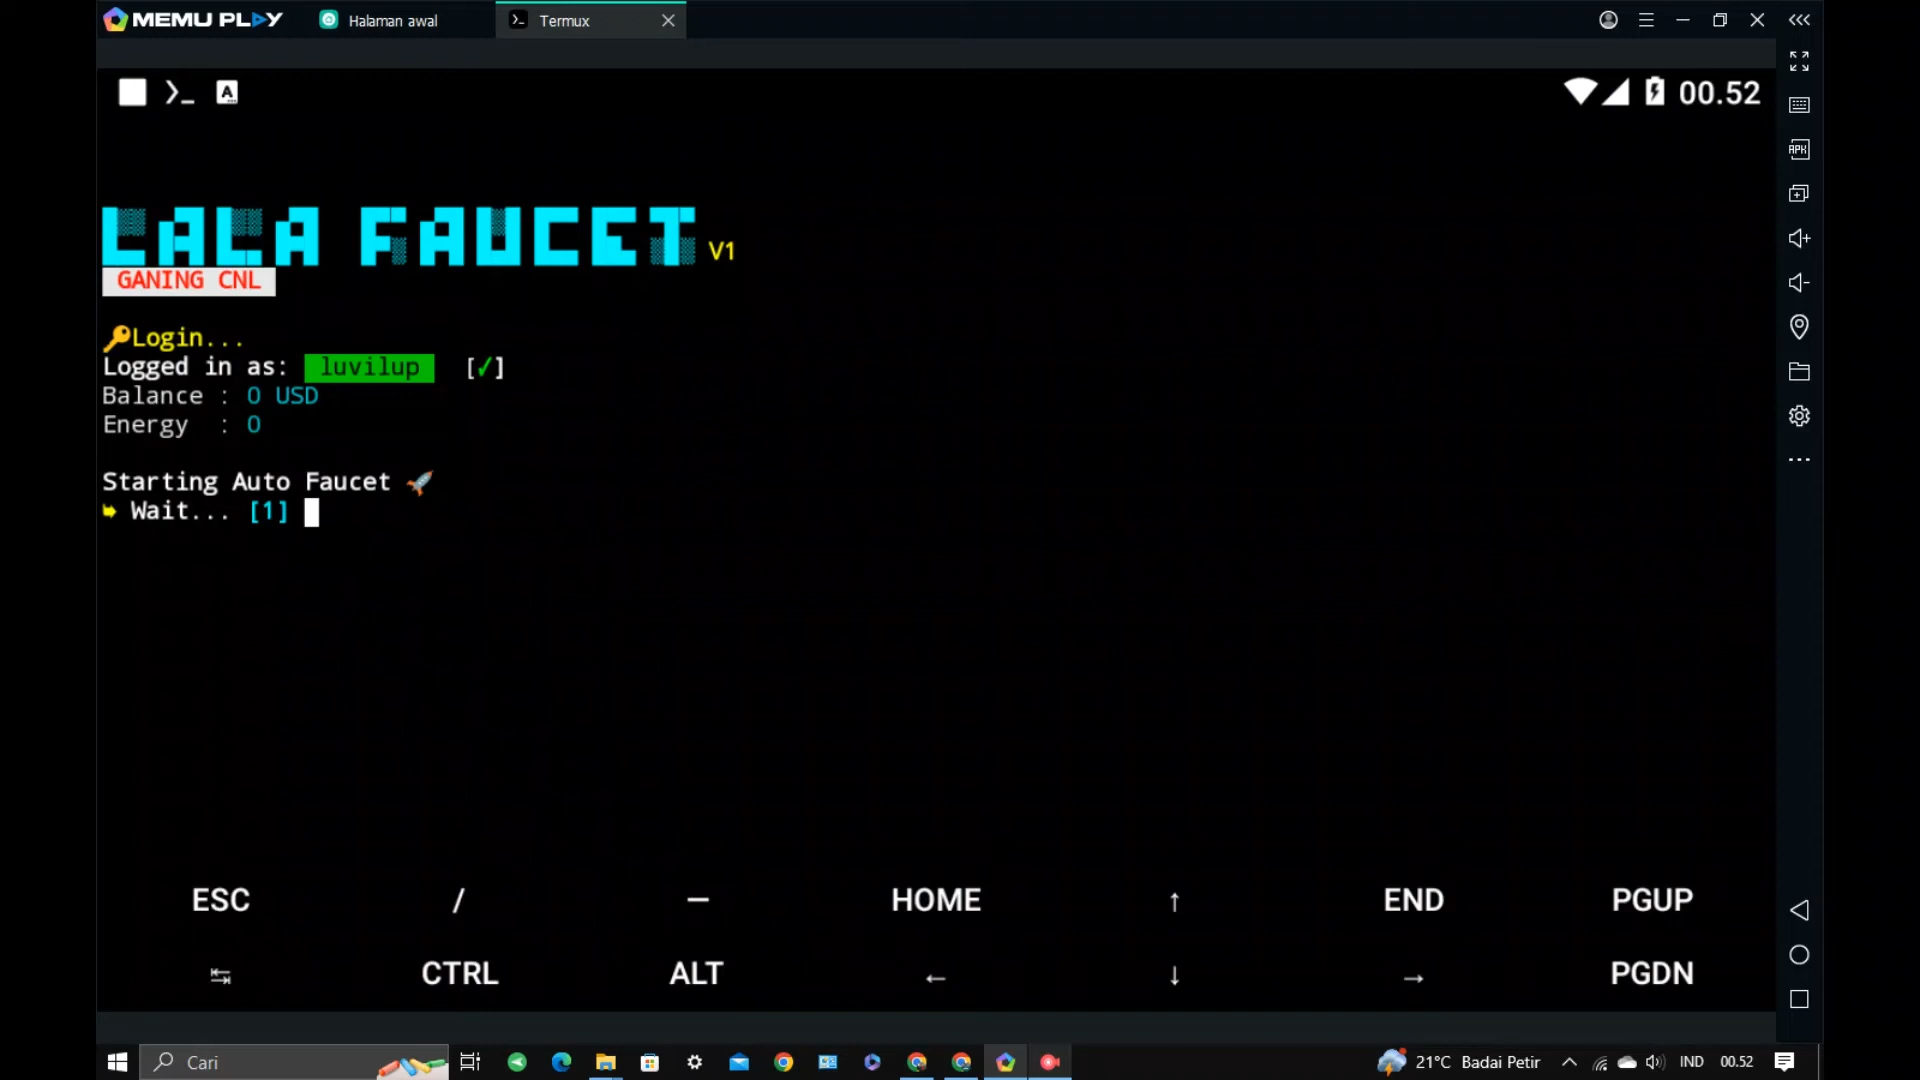 MEMU PLAY Halaman awal Termux
A 00.52
LALA FAUCET V1
GANING CNL
Login...
Logged in as: luvilup [✓]
Balance : 0 USD
Energy : 0
Starting Auto Faucet 🚀
Wait... [1]
ESC / — HOME ↑ END PGUP
↹ CTRL ALT ← ↓ → PGDN
APK
Cari 21°C Badai Petir IND 00.52